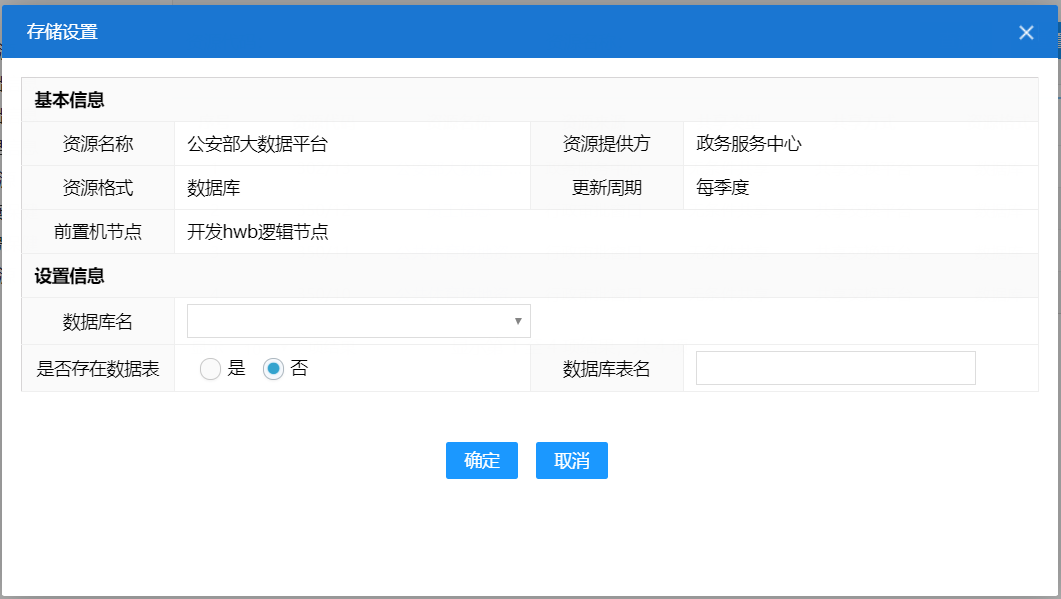 存储设置
基本信息
资源名称 公安部大数据平台 资源提供方 政务服务中心
资源格式 数据库 更新周期 每季度
前置机节点 开发hwb逻辑节点
设置信息
数据库名
是否存在数据表 是 否 数据库表名
确定 取消